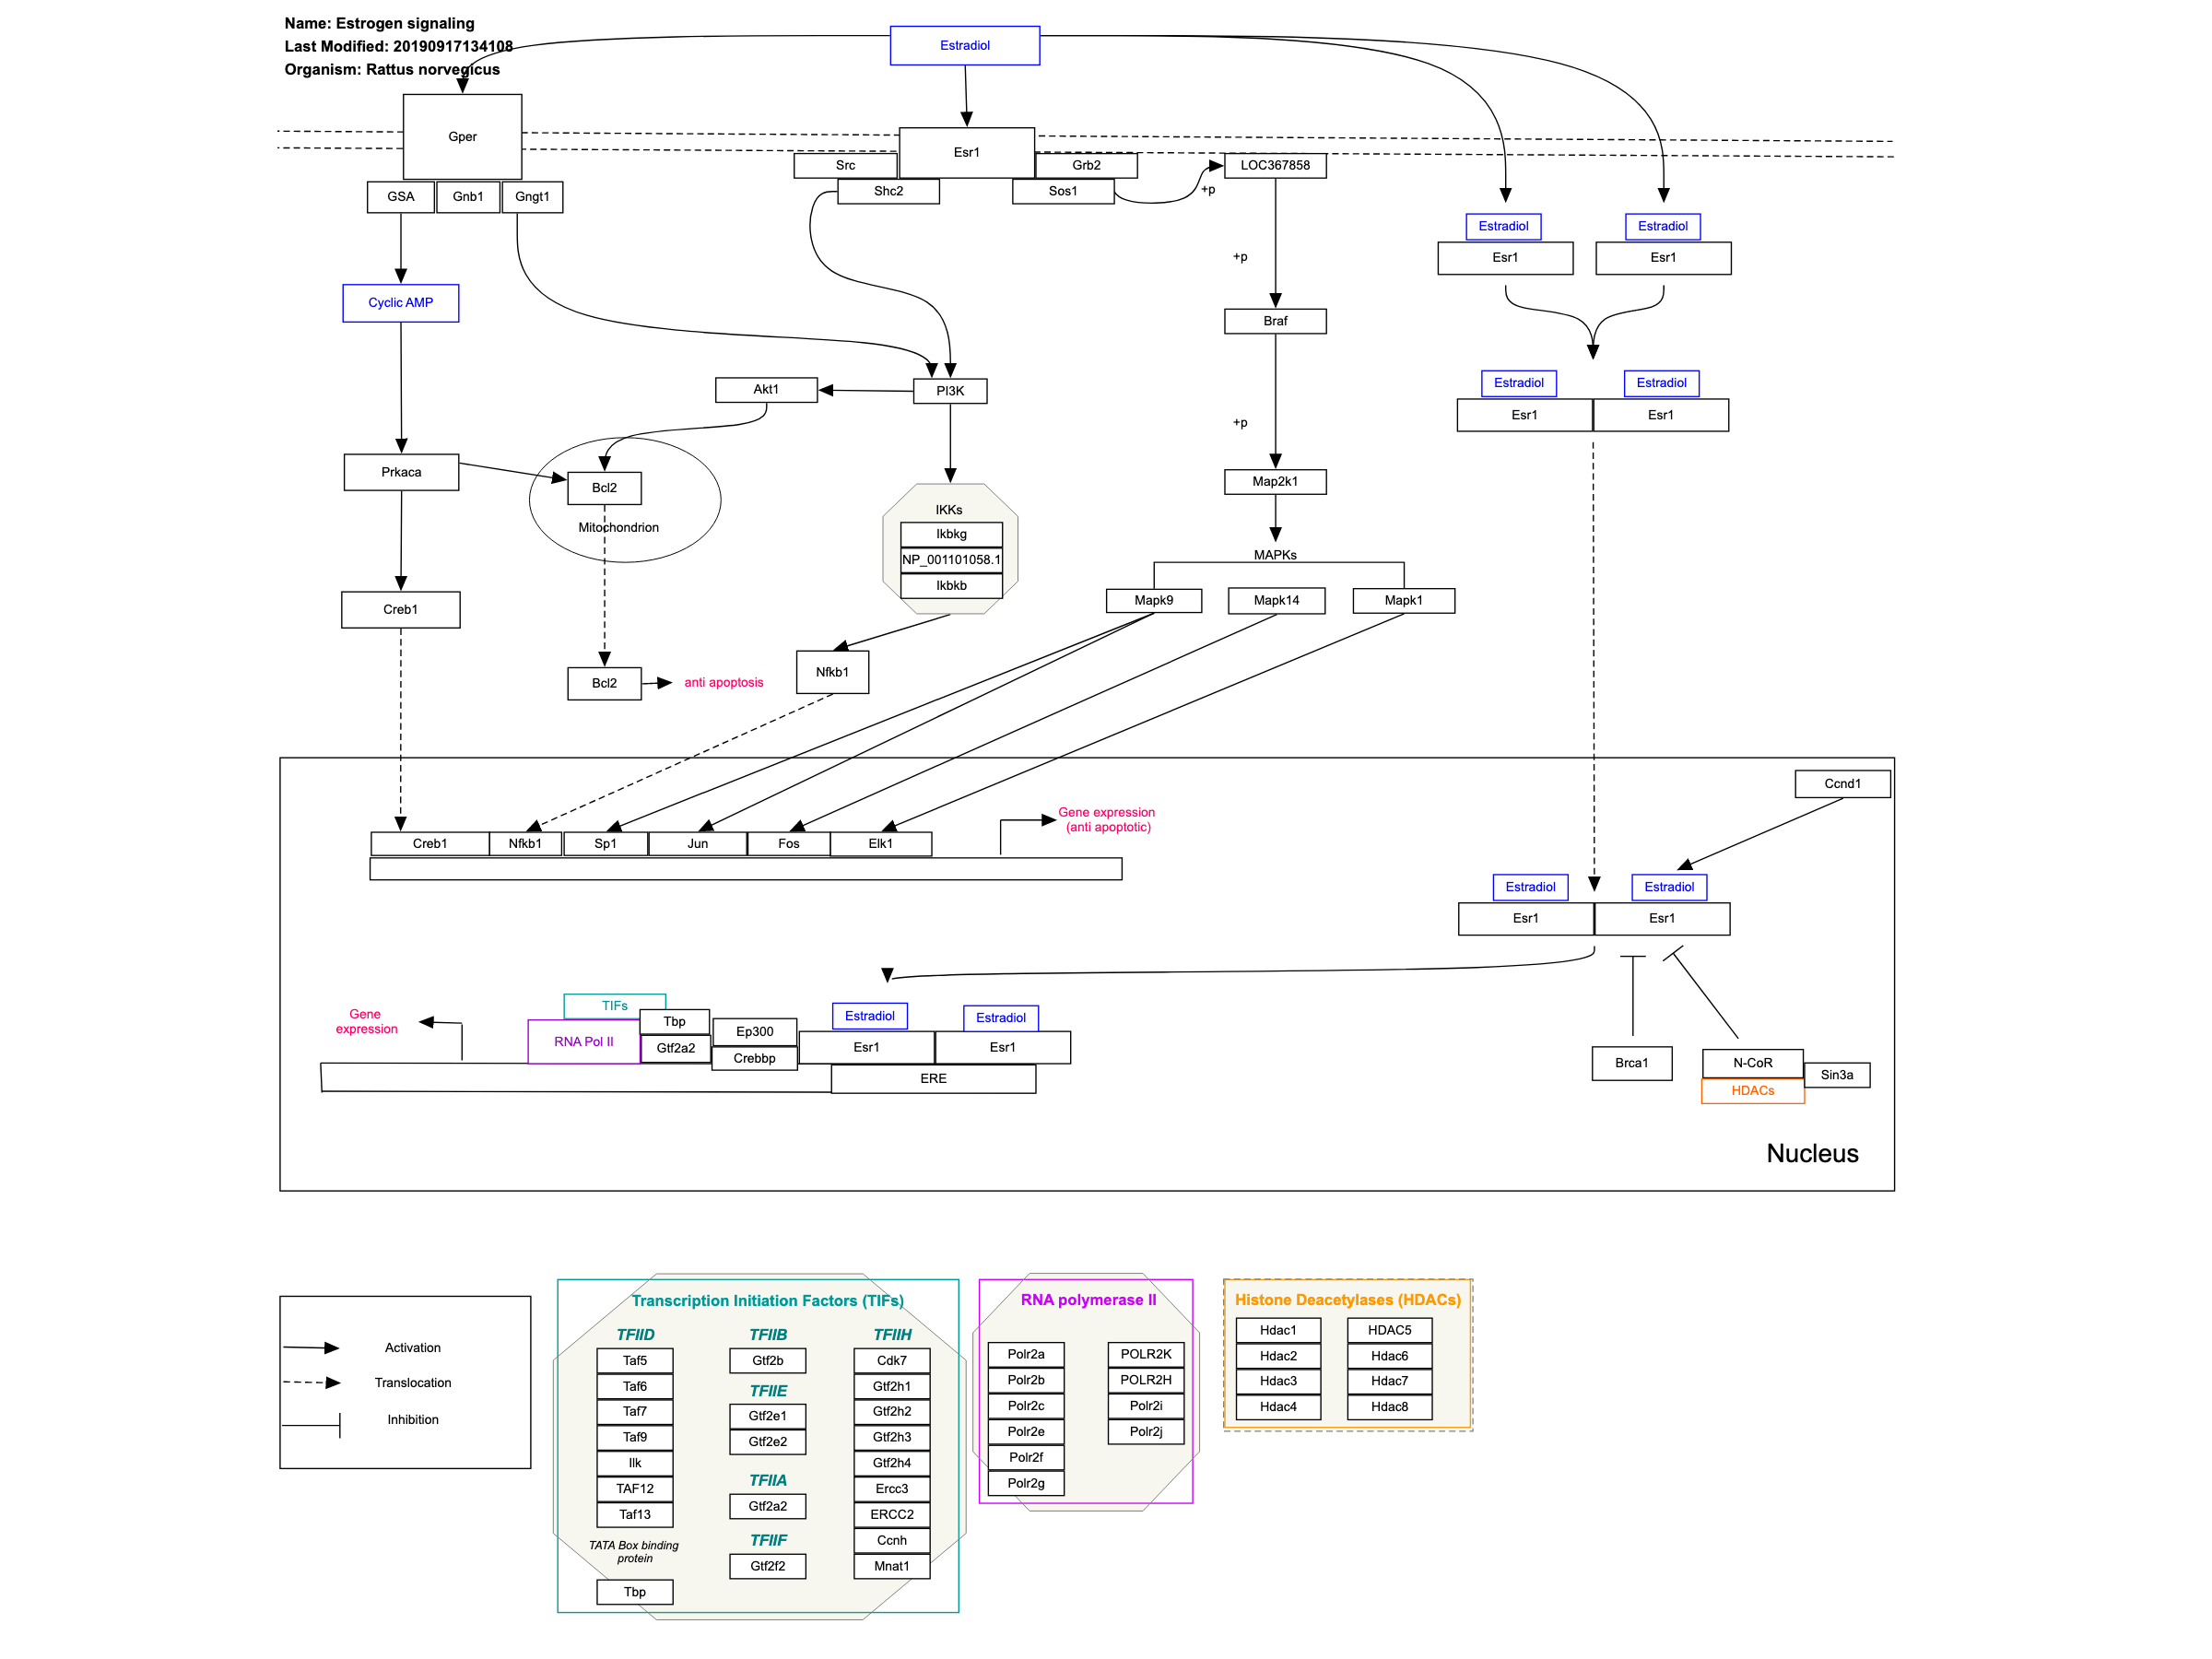 Name: Estrogen signaling
Last Modified: 20190917134108
Organism: Rattus norvegicus
Estradiol
Gper
Esr1
Src
Grb2
LOC367858
Shc2
Sos1
+p
GSA
Gnb1
Gngt1
Estradiol
Estradiol
Esr1
Esr1
+p
Cyclic AMP
Braf
Akt1
PI3K
Estradiol
Estradiol
Esr1
Esr1
+p
Prkaca
Bcl2
Map2k1
Mitochondrion
IKKs
Ikbkg
NP_001101058.1
Ikbkb
MAPKs
Mapk9
Mapk14
Mapk1
Creb1
Nfkb1
Bcl2
anti apoptosis
Ccnd1
Gene expression
(anti apoptotic)
Creb1
Nfkb1
Sp1
Jun
Fos
Elk1
Estradiol
Estradiol
Esr1
Esr1
Gene
expression
TIFs
RNA Pol II
Tbp
Gtf2a2
Ep300
Crebbp
Estradiol
Estradiol
Esr1
Esr1
ERE
Brca1
N-CoR
Sin3a
HDACs
Nucleus
Activation
Translocation
Inhibition
Transcription Initiation Factors (TIFs)
TFIID
Taf5
Taf6
Taf7
Taf9
Ilk
TAF12
Taf13
TATA Box binding
protein
Tbp
TFIIB
Gtf2b
TFIIE
Gtf2e1
Gtf2e2
TFIIA
Gtf2a2
TFIIF
Gtf2f2
TFIIH
Cdk7
Gtf2h1
Gtf2h2
Gtf2h3
Gtf2h4
Ercc3
ERCC2
Ccnh
Mnat1
RNA polymerase II
Polr2a
Polr2b
Polr2c
Polr2e
Polr2f
Polr2g
POLR2K
POLR2H
Polr2i
Polr2j
Histone Deacetylases (HDACs)
Hdac1
Hdac2
Hdac3
Hdac4
HDAC5
Hdac6
Hdac7
Hdac8